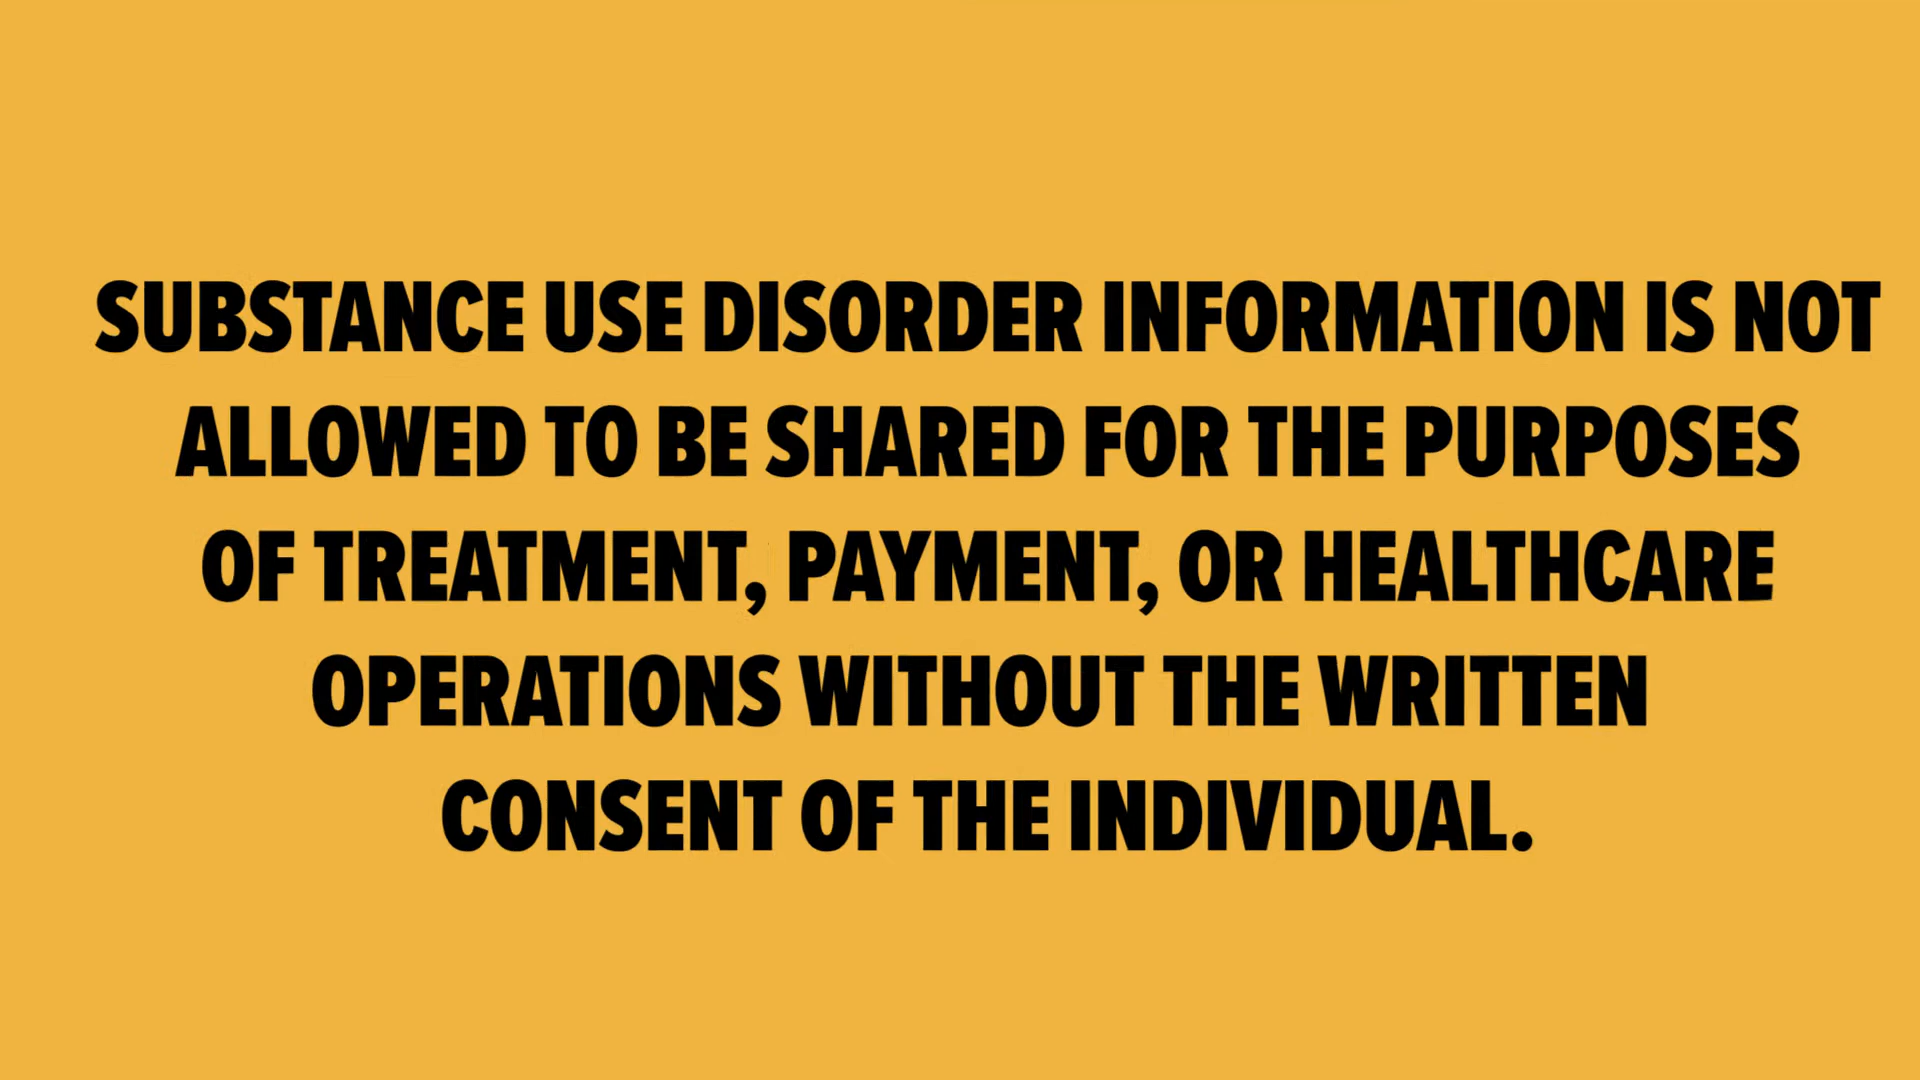 SUBSTANCE USE DISORDER INFORMATION IS NOT
ALLOWED TO BE SHARED FOR THE PURPOSES
OF TREATMENT, PAYMENT, OR HEALTHCARE
OPERATIONS WITHOUT THE WRITTEN
CONSENT OF THE INDIVIDUAL.